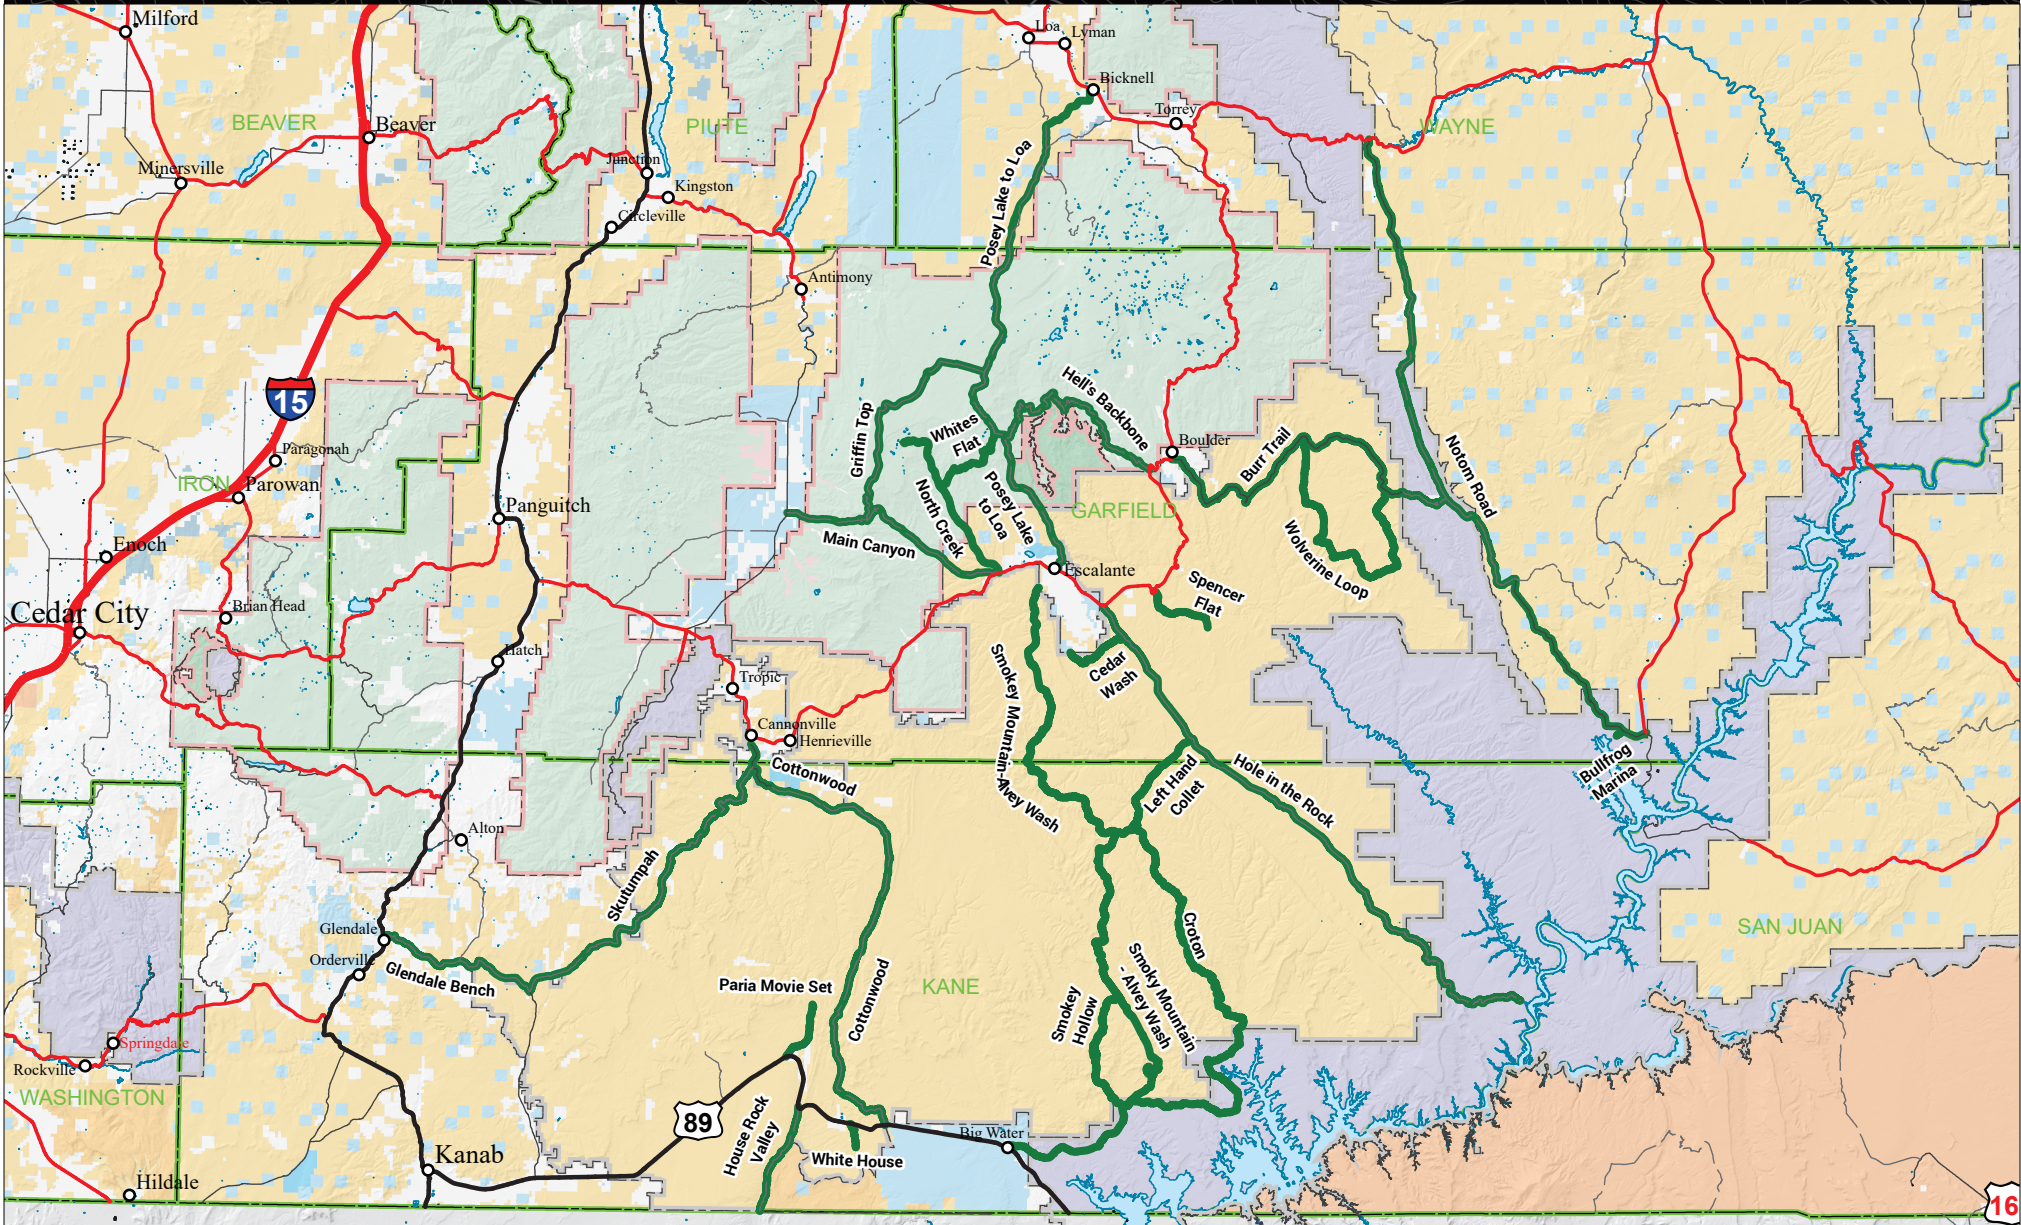 Milford
Loa
Lyman
Bicknell
Torrey
BEAVER
Beaver
PIUTE
WAYNE
Minersville
Junction
Kingston
Circleville
Posey Lake to Loa
Antimony
15
Hell's Backbone
Griffin Top
Whites
Flat
Boulder
Burr Trail
Notom Road
Paragonah
IRON
Parowan
Panguitch
North Creek
Posey Lake
to Loa
GARFIELD
Enoch
Main Canyon
Escalante
Wolverine Loop
Spencer
Flat
Cedar City
Brian Head
Hatch
Cedar
Wash
Tropic
Smokey Mountain-Alvey Wash
Cannonville
Henrieville
Cottonwood
Left Hand
Collet
Hole in the Rock
Bullfrog
Marina
Alton
Skutumpah
Glendale
Orderville
Glendale Bench
Paria Movie Set
Cottonwood
KANE
Croton
SAN JUAN
Smokey
Hollow
Smoky Mountain
- Alvey Wash
Springdale
Rockville
WASHINGTON
89
House Rock
Valley
White House
Big Water
Kanab
Hildale
16